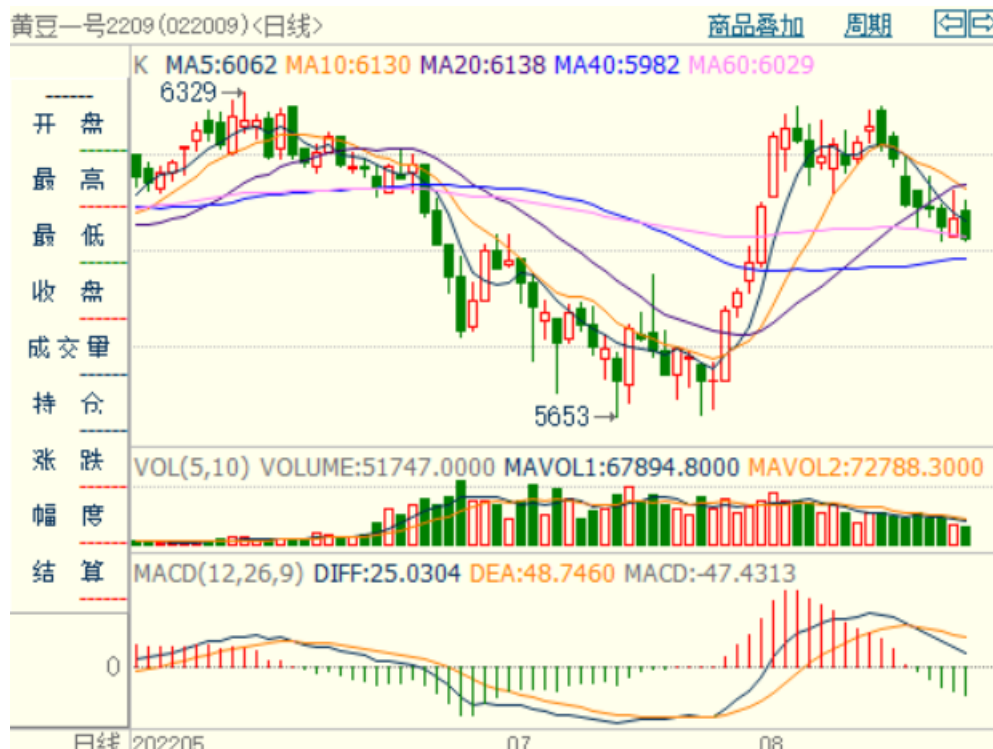 黄豆一号2209(022009)<日线> 商品叠加 周期
K MA5:6062 MA10:6130 MA20:6138 MA40:5982 MA60:6029
6329
------
开 盘
最 高
最 低
收 盘
成交量
持 仓
涨 跌
幅 度
结 算
5653
VOL(5,10) VOLUME:51747.0000 MAVOL1:67894.8000 MAVOL2:72788.3000
MACD(12,26,9) DIFF:25.0304 DEA:48.7460 MACD:-47.4313
0
日线 202205 07 08